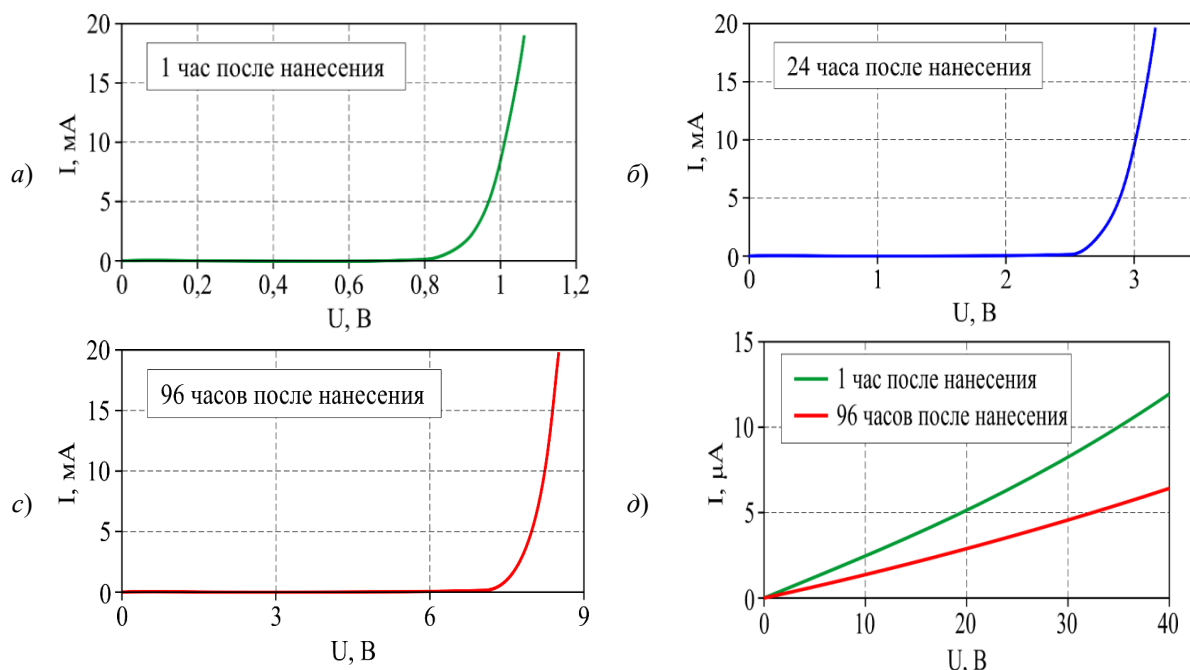 а)
I, мА
20
15
10
5
0
1 час после нанесения
0 0,2 0,4 0,6 0,8 1 1,2
U, В
б)
I, мА
20
15
10
5
0
24 часа после нанесения
0 1 2 3
U, В
с)
I, мА
20
15
10
5
0
96 часов после нанесения
0 3 6 9
U, В
д)
I, μА
15
10
5
0
1 час после нанесения
96 часов после нанесения
0 10 20 30 40
U, В